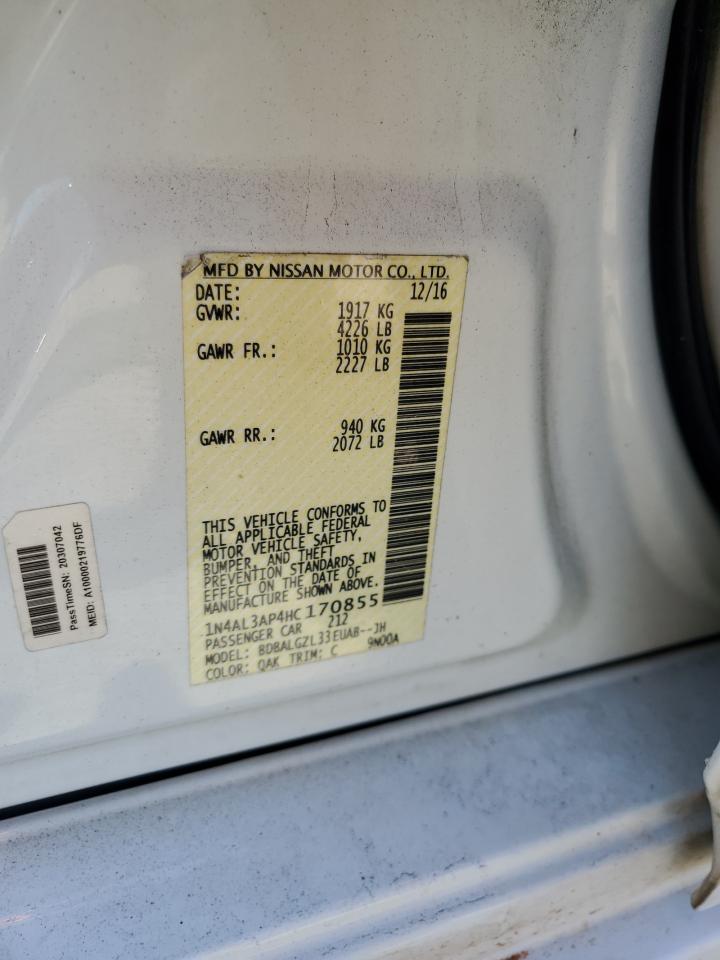 MFD BY NISSAN MOTOR CO., LTD.
DATE: 12/16
GVWR: 1917 KG
4226 LB
GAWR FR.: 1010 KG
2227 LB
GAWR RR.: 940 KG
2072 LB
THIS VEHICLE CONFORMS TO
ALL APPLICABLE FEDERAL
MOTOR VEHICLE SAFETY,
BUMPER, AND THEFT
PREVENTION STANDARDS IN
EFFECT ON THE DATE OF
MANUFACTURE SHOWN ABOVE.
1N4AL3AP4HC170855
PASSENGER CAR 212
MODEL: BDBALGZL33EUAB--JH
COLOR: QAK TRIM: C 9N00A
PassTimeSN: 20307042
MEID: A10000219776DF